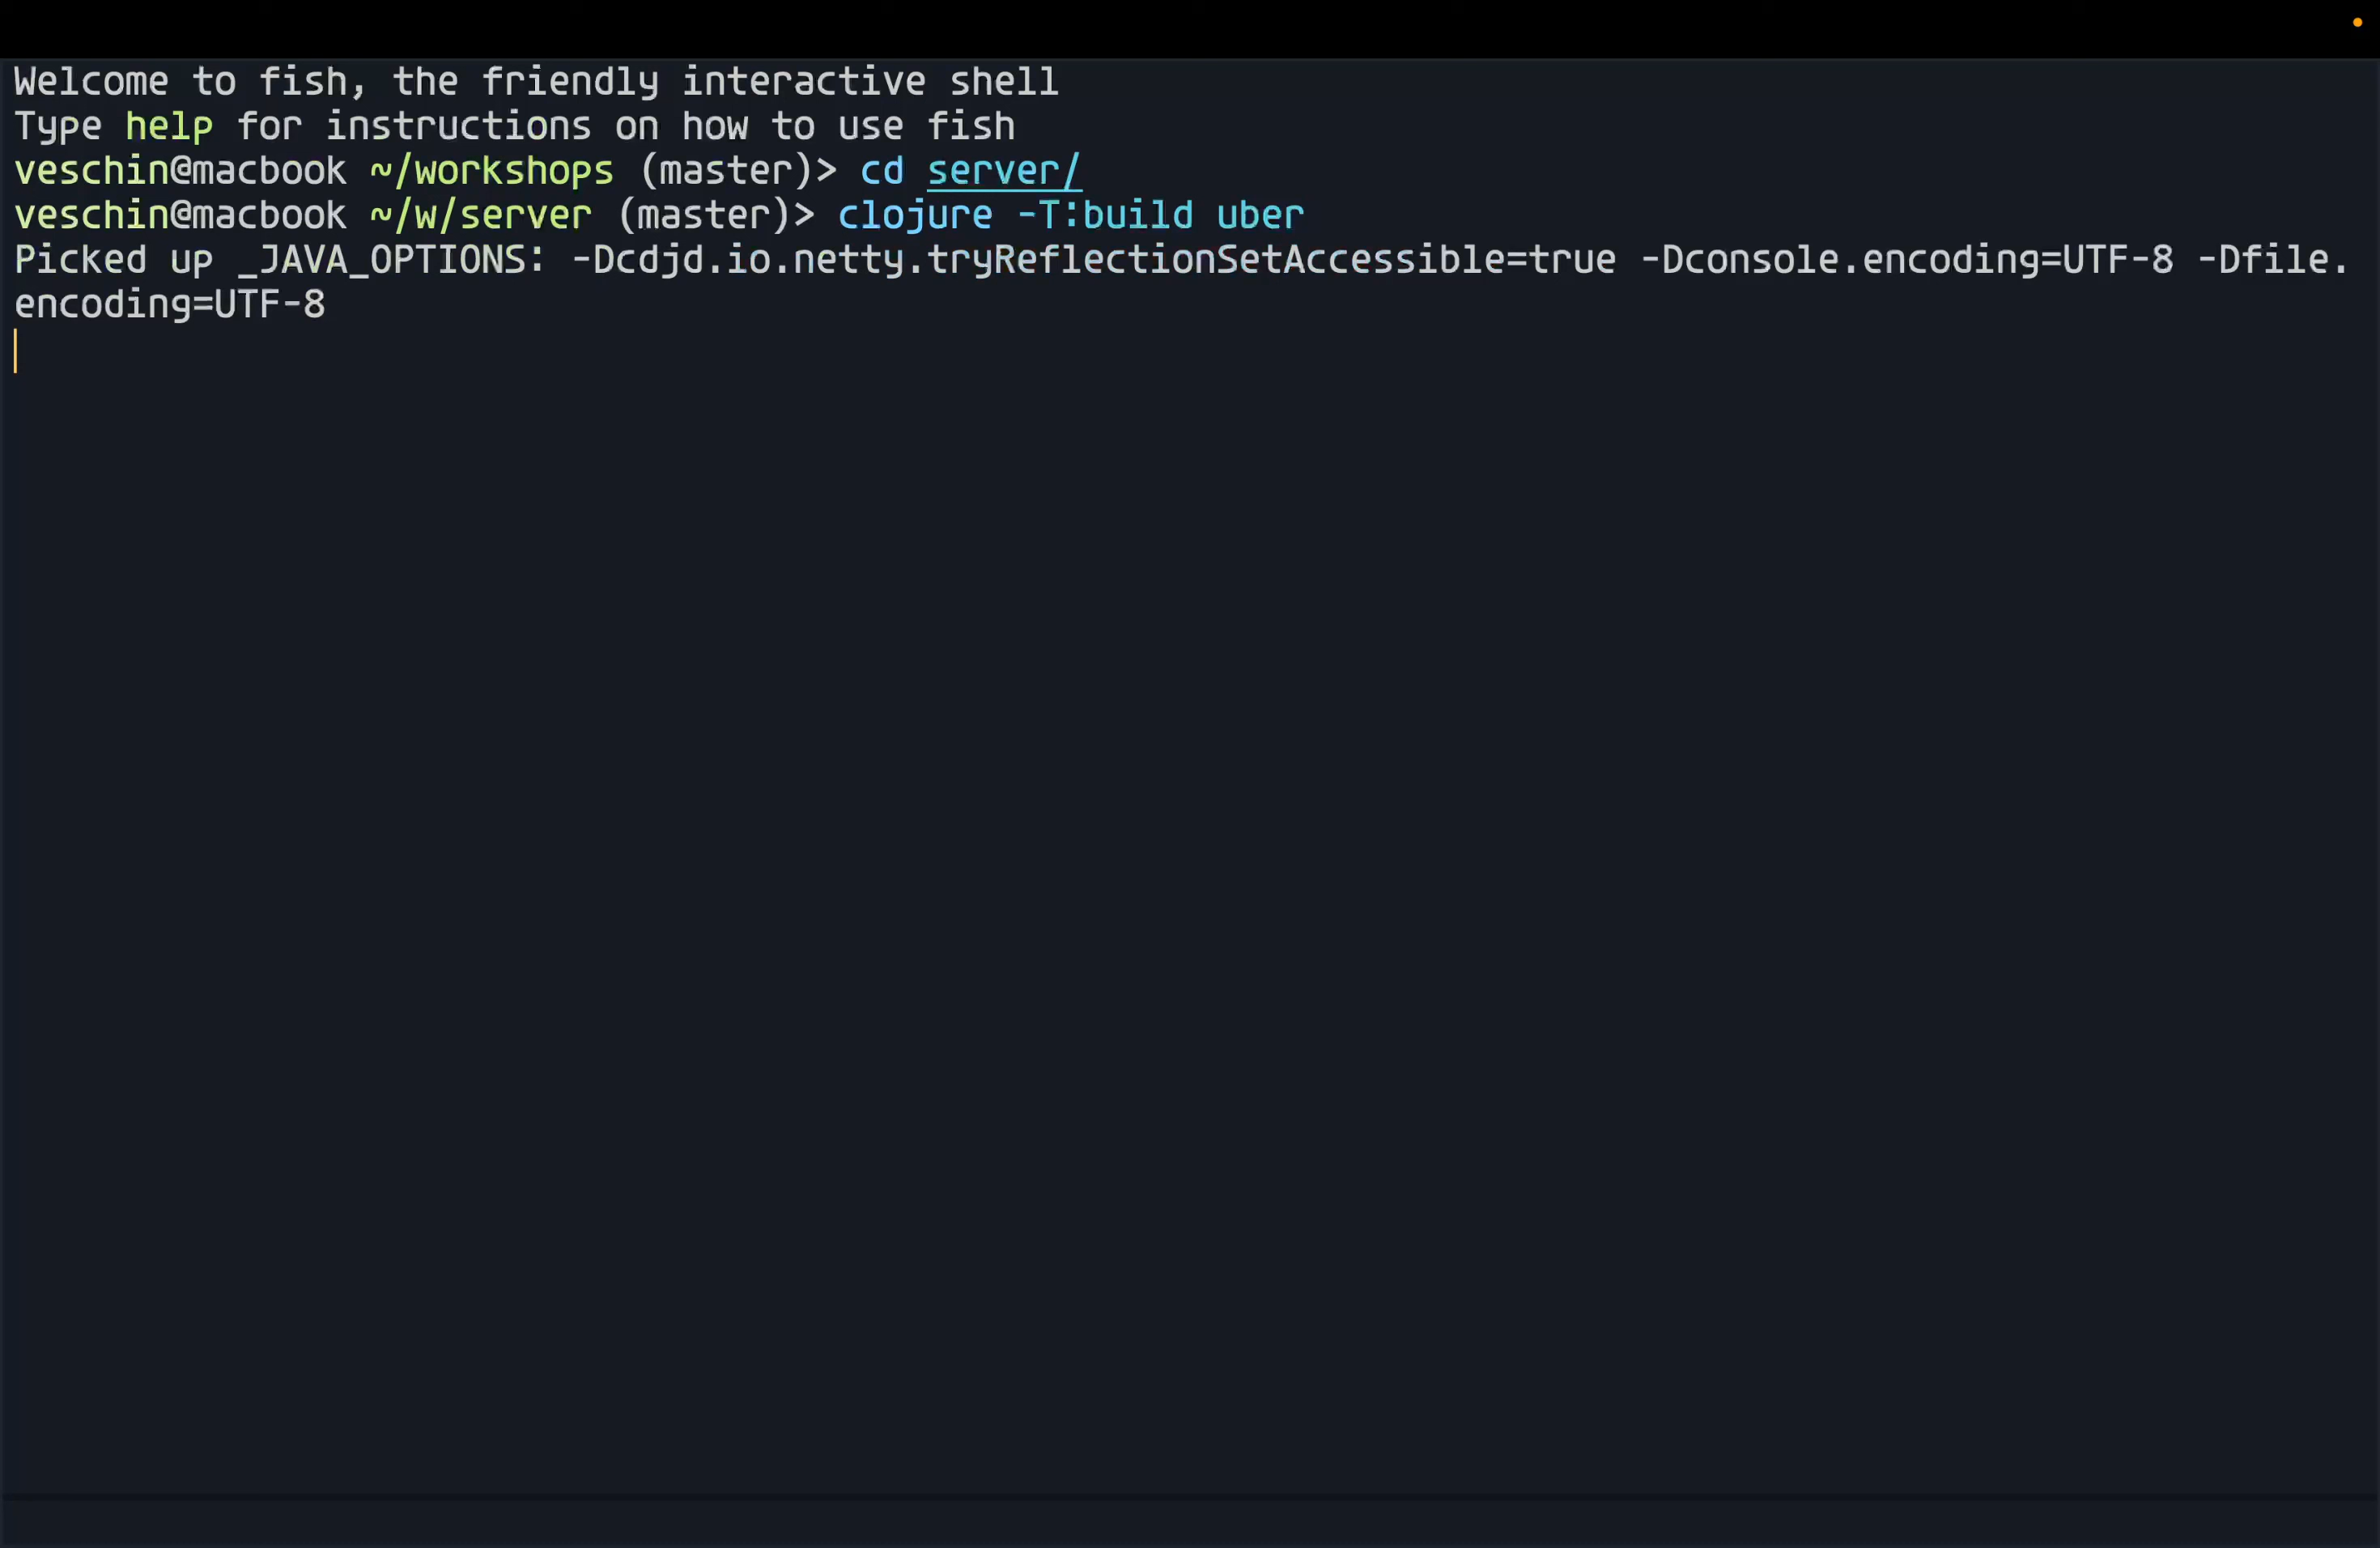 Welcome to fish, the friendly interactive shell
Type help for instructions on how to use fish
veschin@macbook ~/workshops (master)> cd server/
veschin@macbook ~/w/server (master)> clojure -T:build uber
Picked up _JAVA_OPTIONS: -Dcdjd.io.netty.tryReflectionSetAccessible=true -Dconsole.encoding=UTF-8 -Dfile.
encoding=UTF-8